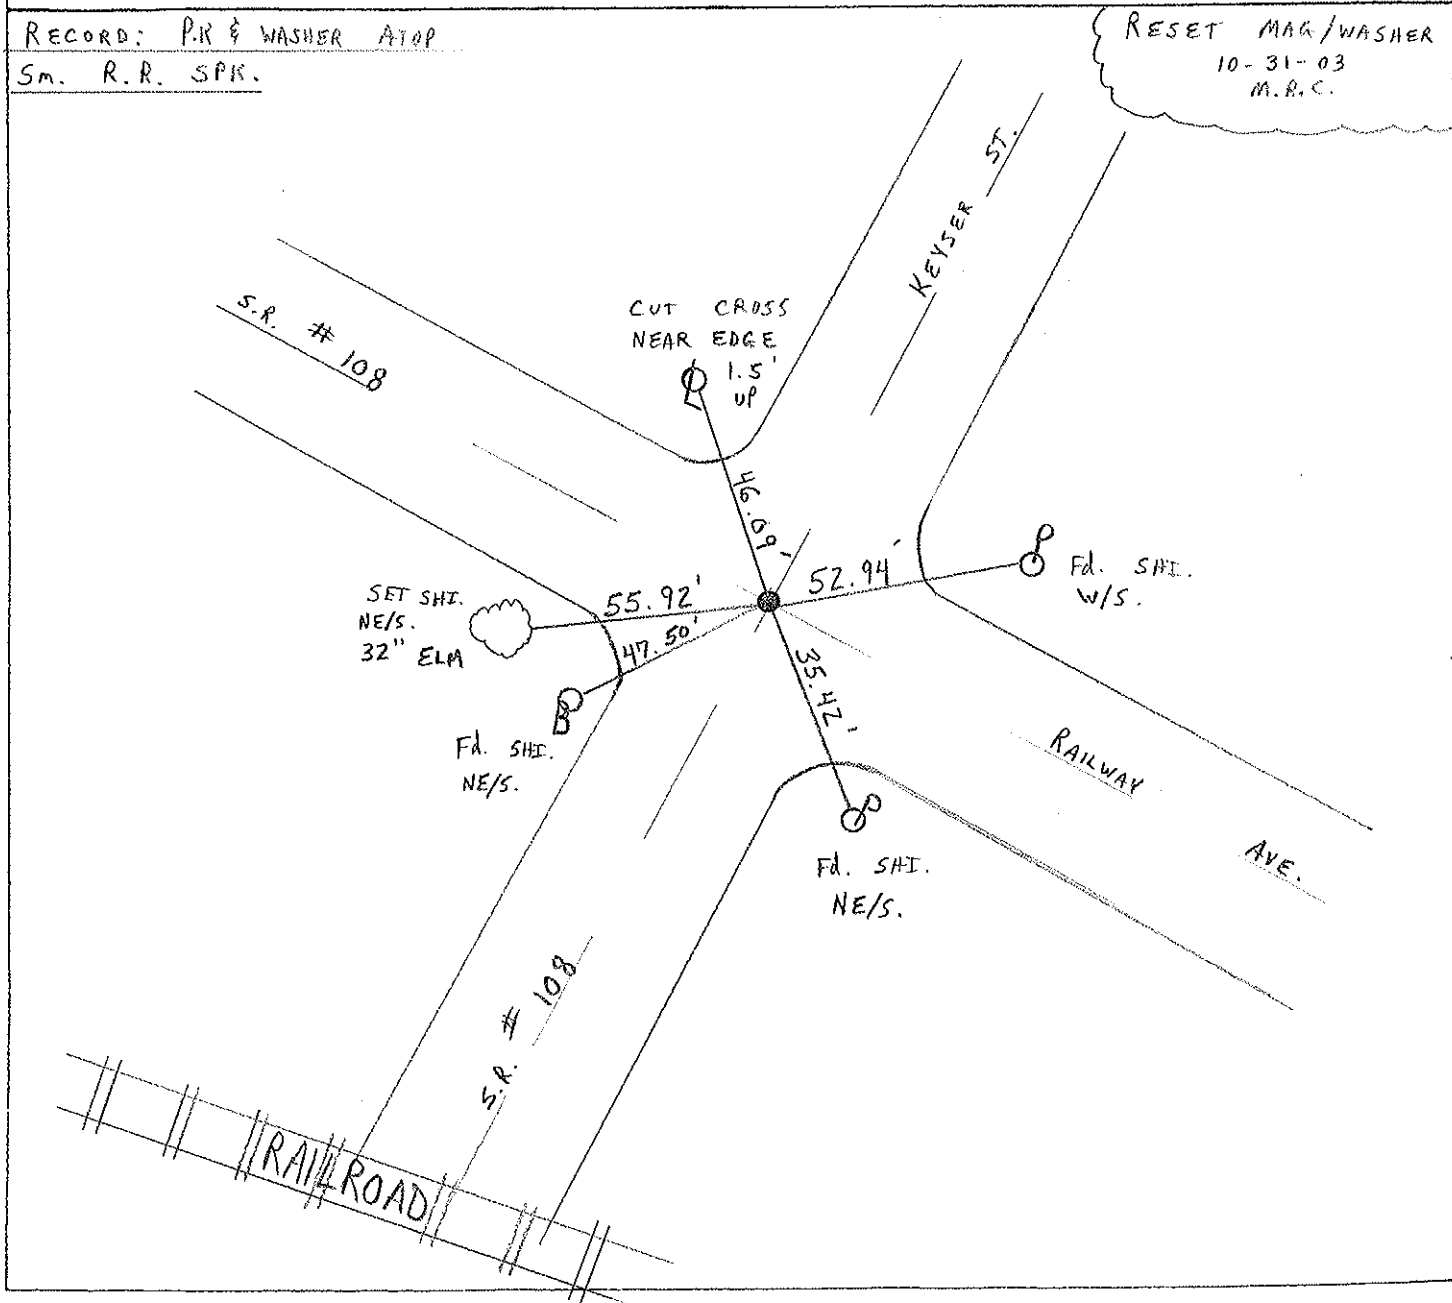 RECORD: P.K & WASHER ATOP
Sm. R.R. SPK.
RESET MAG/WASHER
10-31-03
M.R.C.
KEYSER ST.
S.R. # 108
CUT CROSS
NEAR EDGE
1.5'
UP
L
46.09'
52.94'
P
Fd. SHI.
W/S.
SET SHI.
NE/S.
32" ELM
55.92'
47.50'
B
Fd. SHI.
NE/S.
35.42'
P
Fd. SHI.
NE/S.
RAILWAY
AVE.
S.R. # 108
RAILROAD